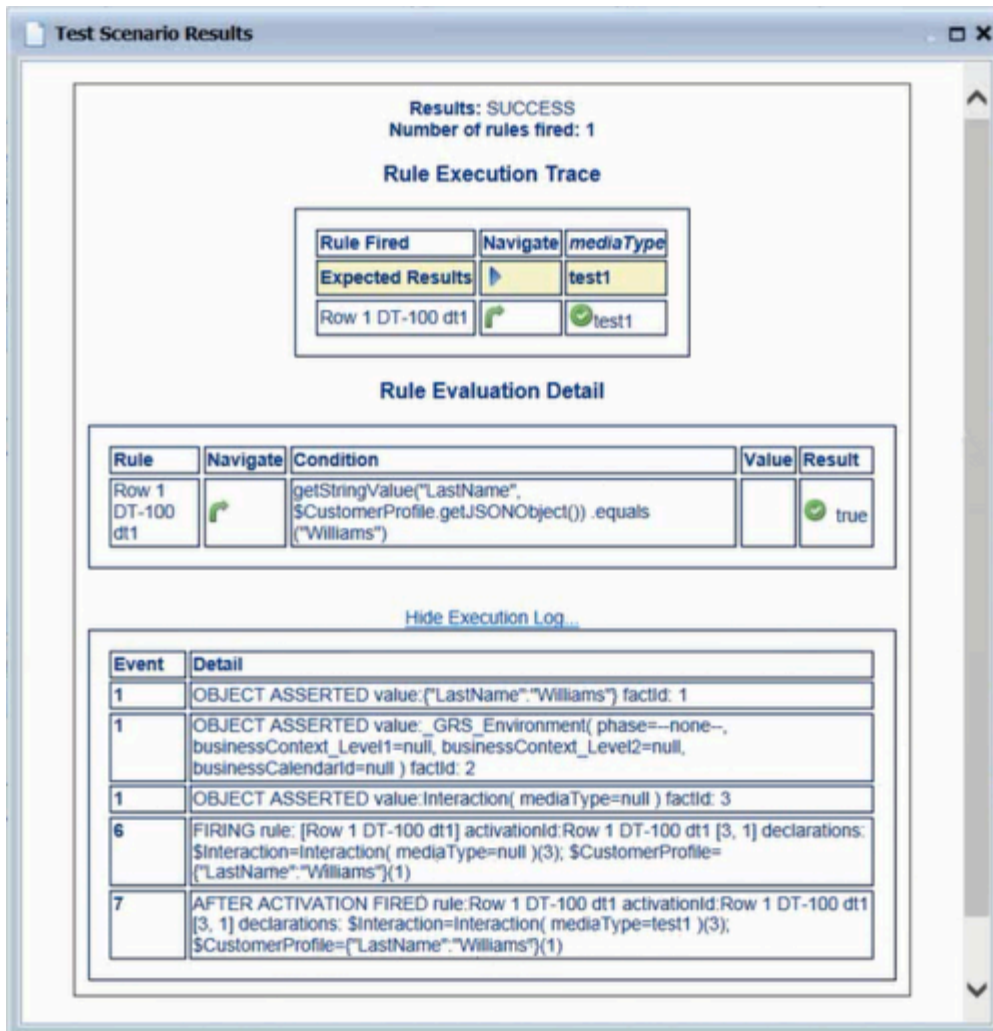 Test Scenario Results
Results: SUCCESS
Number of rules fired: 1
Rule Execution Trace
Rule Fired Navigate mediaType
Expected Results test1
Row 1 DT-100 dt1 test1
Rule Evaluation Detail
Rule Navigate Condition Value Result
Row 1
DT-100
dt1
getStringValue("LastName",
$CustomerProfile.getJSONObject()) .equals
("Williams")
true
Hide Execution Log...
Event Detail
1 OBJECT ASSERTED value:{"LastName":"Williams"} factId: 1
1 OBJECT ASSERTED value:_GRS_Environment( phase=--none--,
businessContext_Level1=null, businessContext_Level2=null,
businessCalendarId=null ) factId: 2
1 OBJECT ASSERTED value:Interaction( mediaType=null ) factId: 3
6 FIRING rule: [Row 1 DT-100 dt1] activationId:Row 1 DT-100 dt1 [3, 1] declarations:
$Interaction=Interaction( mediaType=null )(3); $CustomerProfile=
{"LastName":"Williams"}(1)
7 AFTER ACTIVATION FIRED rule:Row 1 DT-100 dt1 activationId:Row 1 DT-100 dt1
[3, 1] declarations: $Interaction=Interaction( mediaType=test1 )(3);
$CustomerProfile={"LastName":"Williams"}(1)